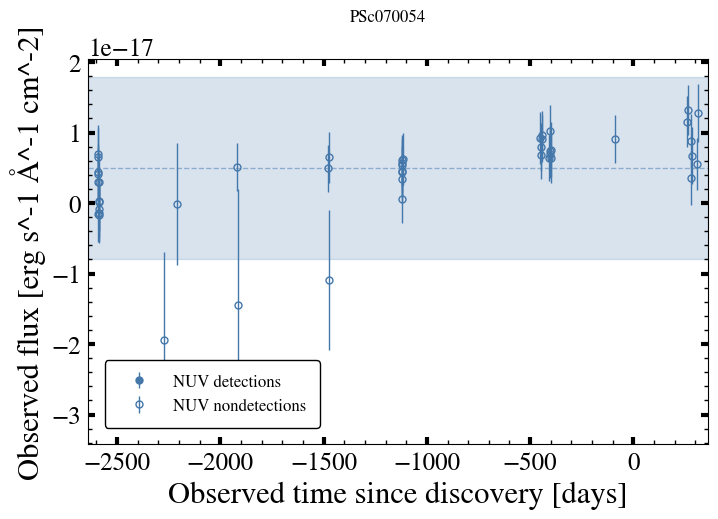 PSc070054
1e−17
Observed flux [erg s^-1 Å^-1 cm^-2]
2
1
0
−1
−2
−3
NUV detections
NUV nondetections
−2500 −2000 −1500 −1000 −500 0
Observed time since discovery [days]